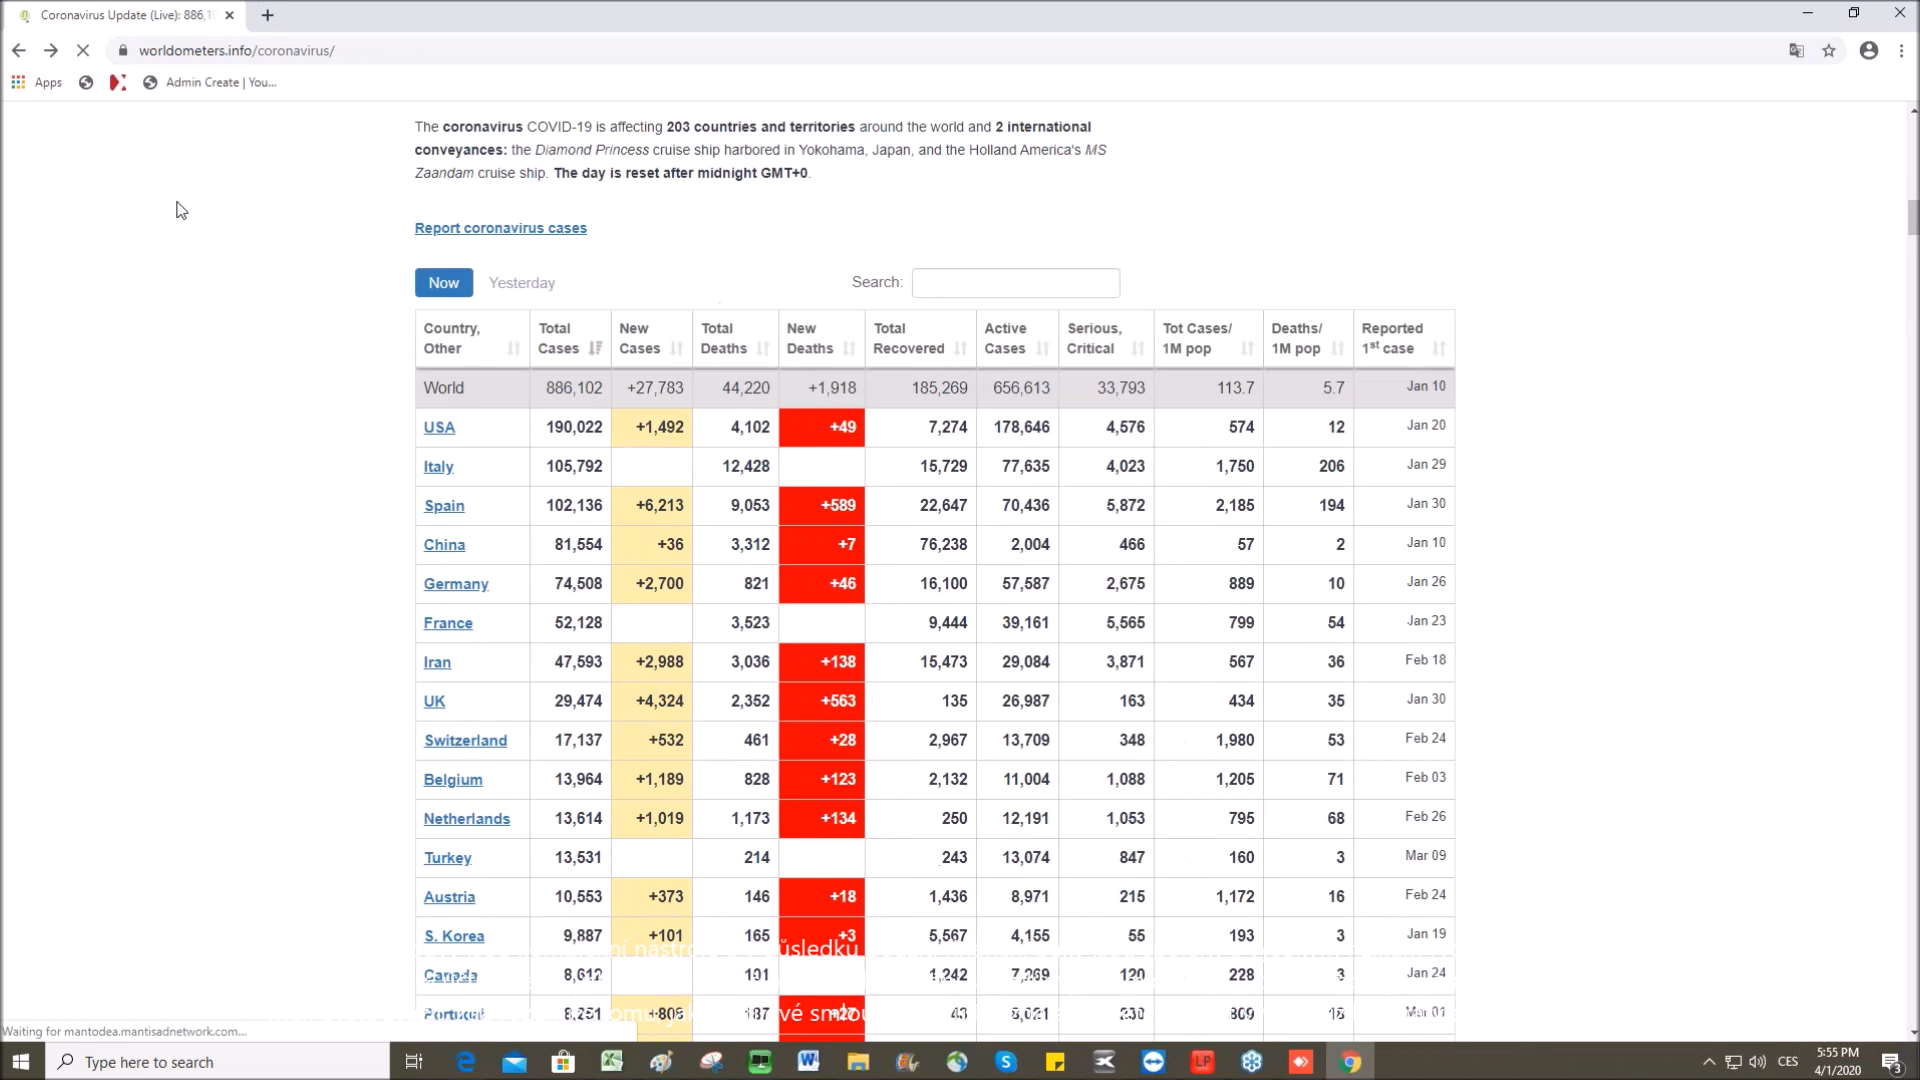 Coronavirus Update (Live): 886,1
worldometers.info/coronavirus/
Apps Admin Create | You...
The coronavirus COVID-19 is affecting 203 countries and territories around the world and 2 international
conveyances: the Diamond Princess cruise ship harbored in Yokohama, Japan, and the Holland America's MS
Zaandam cruise ship. The day is reset after midnight GMT+0.
Report coronavirus cases
Now Yesterday Search:
Country, Other Total Cases New Cases Total Deaths New Deaths Total Recovered Active Cases Serious, Critical Tot Cases/ 1M pop Deaths/ 1M pop Reported 1st case
World 886,102 +27,783 44,220 +1,918 185,269 656,613 33,793 113.7 5.7 Jan 10
USA 190,022 +1,492 4,102 +49 7,274 178,646 4,576 574 12 Jan 20
Italy 105,792 12,428 15,729 77,635 4,023 1,750 206 Jan 29
Spain 102,136 +6,213 9,053 +589 22,647 70,436 5,872 2,185 194 Jan 30
China 81,554 +36 3,312 +7 76,238 2,004 466 57 2 Jan 10
Germany 74,508 +2,700 821 +46 16,100 57,587 2,675 889 10 Jan 26
France 52,128 3,523 9,444 39,161 5,565 799 54 Jan 23
Iran 47,593 +2,988 3,036 +138 15,473 29,084 3,871 567 36 Feb 18
UK 29,474 +4,324 2,352 +563 135 26,987 163 434 35 Jan 30
Switzerland 17,137 +532 461 +28 2,967 13,709 348 1,980 53 Feb 24
Belgium 13,964 +1,189 828 +123 2,132 11,004 1,088 1,205 71 Feb 03
Netherlands 13,614 +1,019 1,173 +134 250 12,191 1,053 795 68 Feb 26
Turkey 13,531 214 243 13,074 847 160 3 Mar 09
Austria 10,553 +373 146 +18 1,436 8,971 215 1,172 16 Feb 24
S. Korea 9,887 +101 165 +3 5,567 4,155 55 193 3 Jan 19
Canada 8,612 101 1,242 7,269 120 228 3 Jan 24
Portugal 8,251 +808 187 +27 43 230 809 Mar 01
Waiting for mantodea.mantisadnetwork.com...
Type here to search CES 5:55 PM
4/1/2020